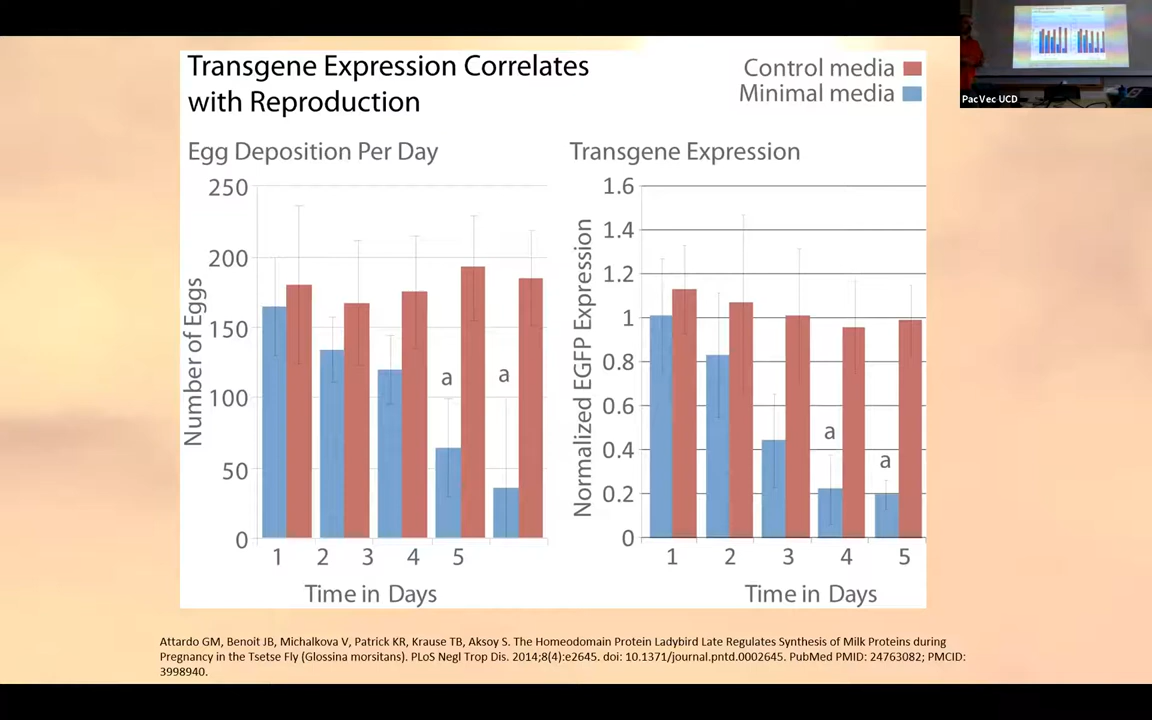 Transgene Expression Correlates
with Reproduction
Control media
Minimal media
PacVec UCD
Egg Deposition Per Day
Transgene Expression
Number of Eggs
250
200
150
100
50
0
a
a
1 2 3 4 5
Time in Days
Normalized EGFP Expression
1.6
1.4
1.2
1
0.8
0.6
0.4
0.2
0
a
a
1 2 3 4 5
Time in Days
Attardo GM, Benoit JB, Michalkova V, Patrick KR, Krause TB, Aksoy S. The Homeodomain Protein Ladybird Late Regulates Synthesis of Milk Proteins during
Pregnancy in the Tsetse Fly (Glossina morsitans). PLoS Negl Trop Dis. 2014;8(4):e2645. doi: 10.1371/journal.pntd.0002645. PubMed PMID: 24763082; PMCID:
3998940.